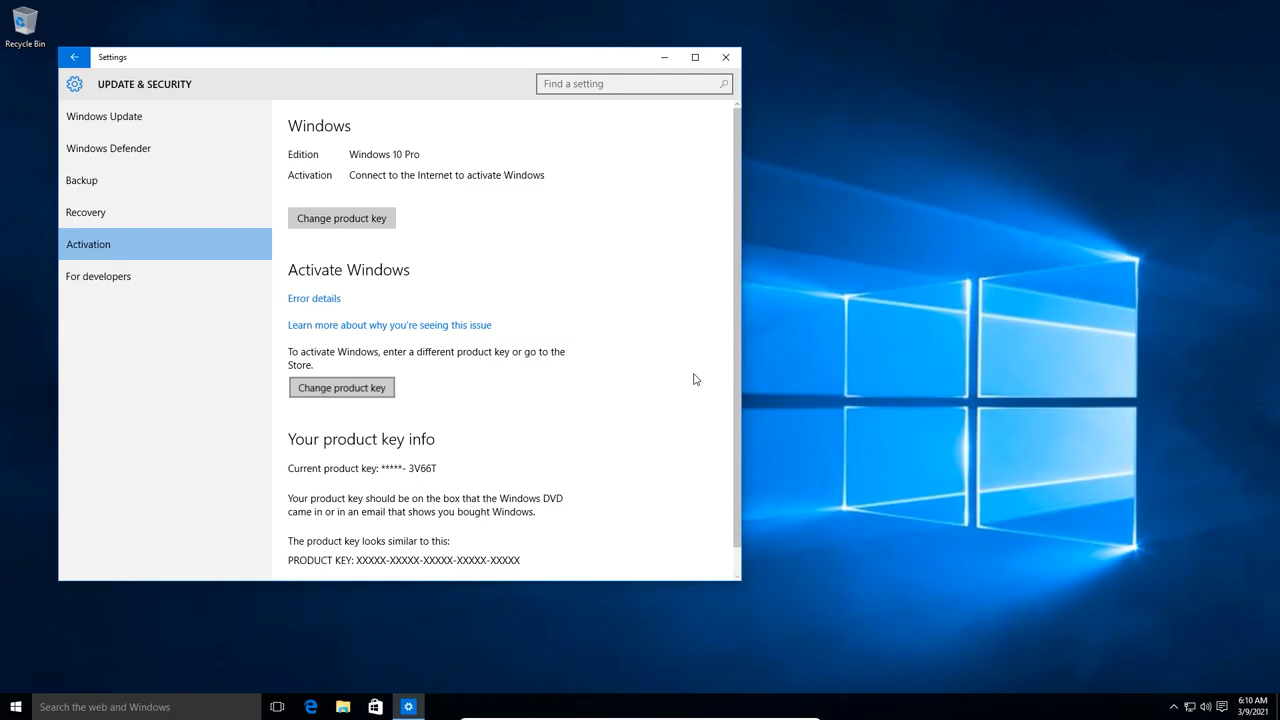 Recycle Bin
Settings
UPDATE & SECURITY
Find a setting
Windows Update
Windows Defender
Backup
Recovery
Activation
For developers
Windows
Edition Windows 10 Pro
Activation Connect to the Internet to activate Windows
Change product key
Activate Windows
Error details
Learn more about why you're seeing this issue
To activate Windows, enter a different product key or go to the
Store.
Change product key
Your product key info
Current product key: *****- 3V66T
Your product key should be on the box that the Windows DVD
came in or in an email that shows you bought Windows.
The product key looks similar to this:
PRODUCT KEY: XXXXX-XXXXX-XXXXX-XXXXX-XXXXX
Search the web and Windows
6:10 AM
3/9/2021